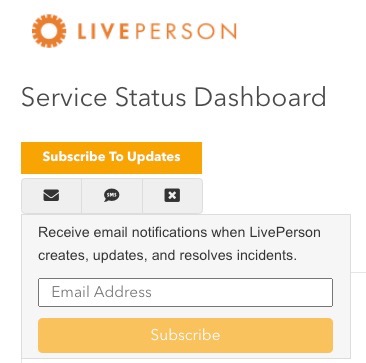 LIVEPERSON
Service Status Dashboard
Subscribe To Updates
SMS
Receive email notifications when LivePerson
creates, updates, and resolves incidents.
Email Address
Subscribe